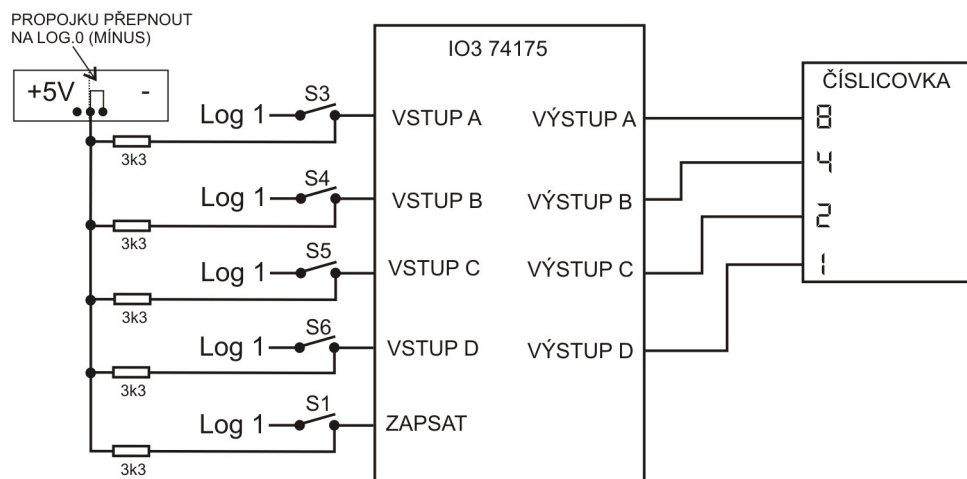 PROPOJKU PŘEPNOUT
NA LOG.0 (MÍNUS)
+5V -
IO3 74175
ČÍSLICOVKA
Log 1 S3 VSTUP A VÝSTUP A 8
3k3
Log 1 S4 VSTUP B VÝSTUP B 4
3k3
Log 1 S5 VSTUP C VÝSTUP C 2
3k3
Log 1 S6 VSTUP D VÝSTUP D 1
3k3
Log 1 S1 ZAPSAT
3k3